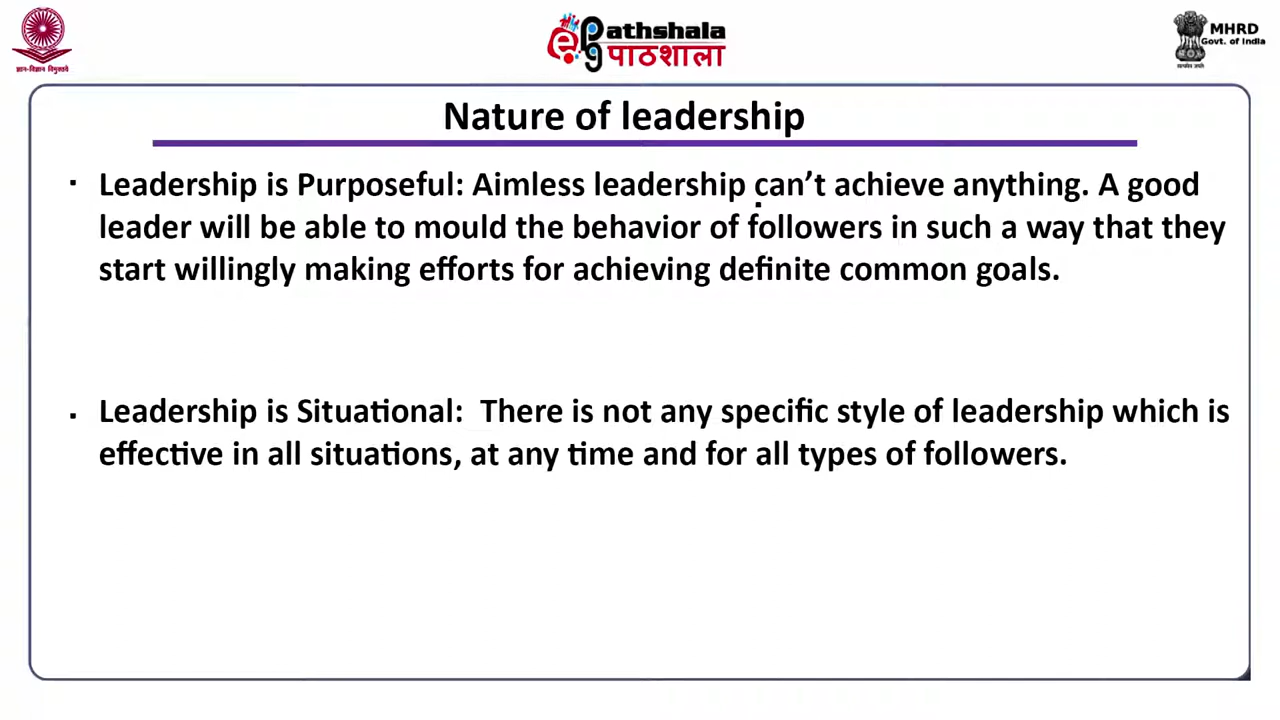 ज्ञान-विज्ञान विमुक्तये
ePG Pathshala
पाठशाला
MHRD
Govt. of India
Nature of leadership
▪ Leadership is Purposeful: Aimless leadership can’t achieve anything. A good
leader will be able to mould the behavior of followers in such a way that they
start willingly making efforts for achieving definite common goals.
▪ Leadership is Situational:  There is not any specific style of leadership which is
effective in all situations, at any time and for all types of followers.